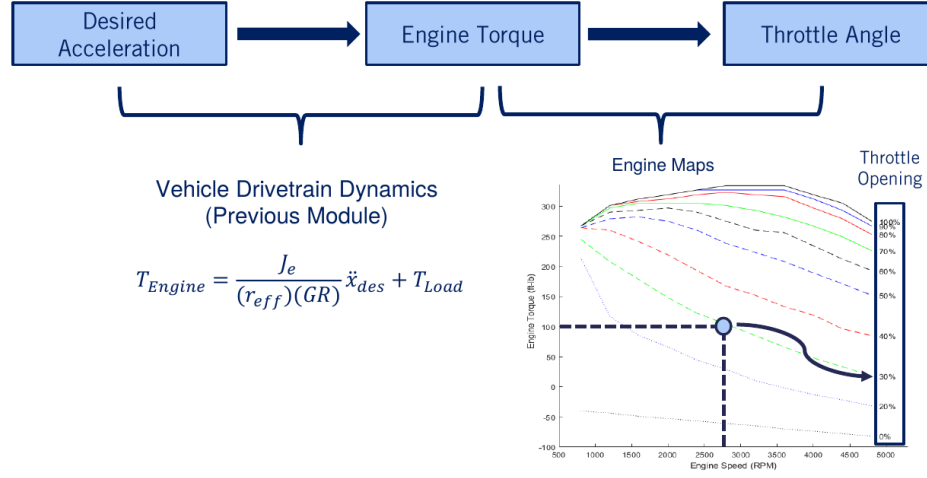 Desired
Acceleration
Engine Torque
Throttle Angle
Vehicle Drivetrain Dynamics
(Previous Module)
T_Engine = J_e / (r_eff)(GR) ẍ_des + T_Load
Engine Maps
Throttle
Opening
Engine Torque (ft-lb)
300
250
200
150
100
50
0
-50
-100
500
1000
1500
2000
2500
3000
3500
4000
4500
5000
Engine Speed (RPM)
100%
90%
80%
70%
60%
50%
40%
30%
20%
0%